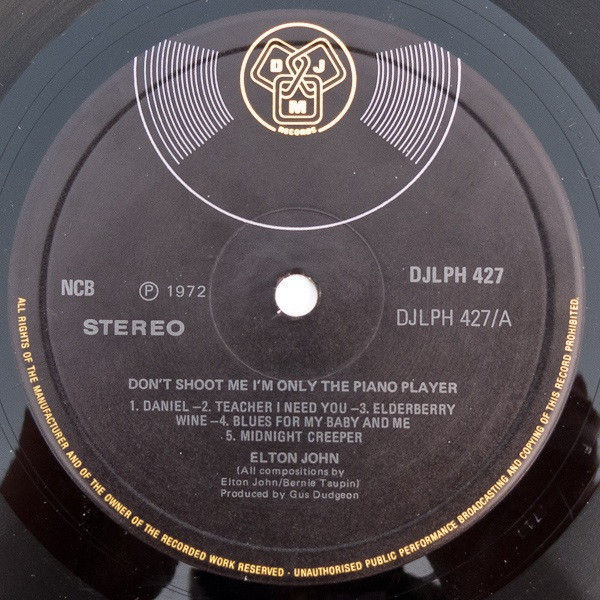 D J
M
RECORDS
NCB
℗ 1972
DJLPH 427
STEREO
DJLPH 427/A
DON'T SHOOT ME I'M ONLY THE PIANO PLAYER
1. DANIEL –2. TEACHER I NEED YOU –3. ELDERBERRY
WINE –4. BLUES FOR MY BABY AND ME
5. MIDNIGHT CREEPER
ELTON JOHN
(All compositions by
Elton John/Bernie Taupin)
Produced by Gus Dudgeon
ALL RIGHTS OF THE MANUFACTURER AND OF THE OWNER OF THE RECORDED WORK RESERVED · UNAUTHORISED PUBLIC PERFORMANCE BROADCASTING AND COPYING OF THIS RECORD PROHIBITED.